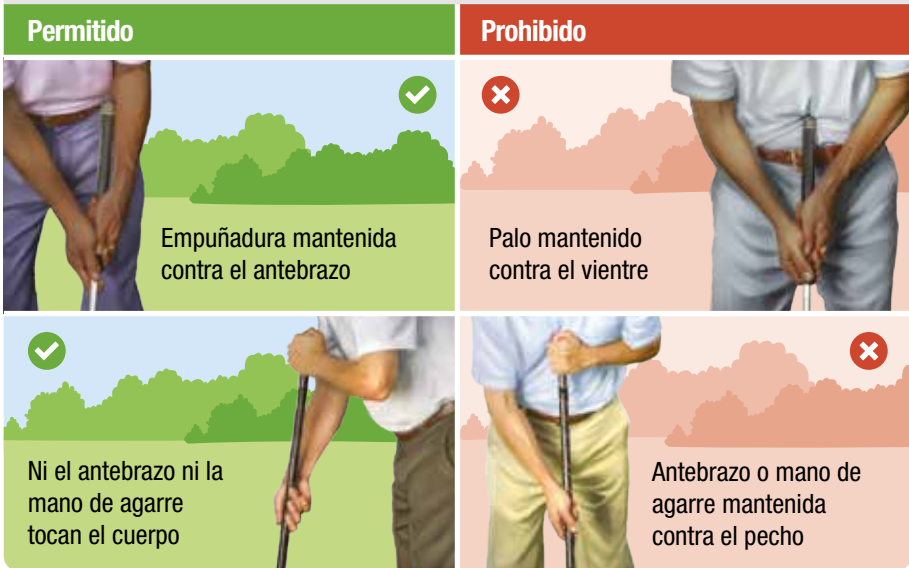 Permitido
Prohibido
Empuñadura mantenida
contra el antebrazo
Palo mantenido
contra el vientre
Ni el antebrazo ni la
mano de agarre
tocan el cuerpo
Antebrazo o mano de
agarre mantenida
contra el pecho